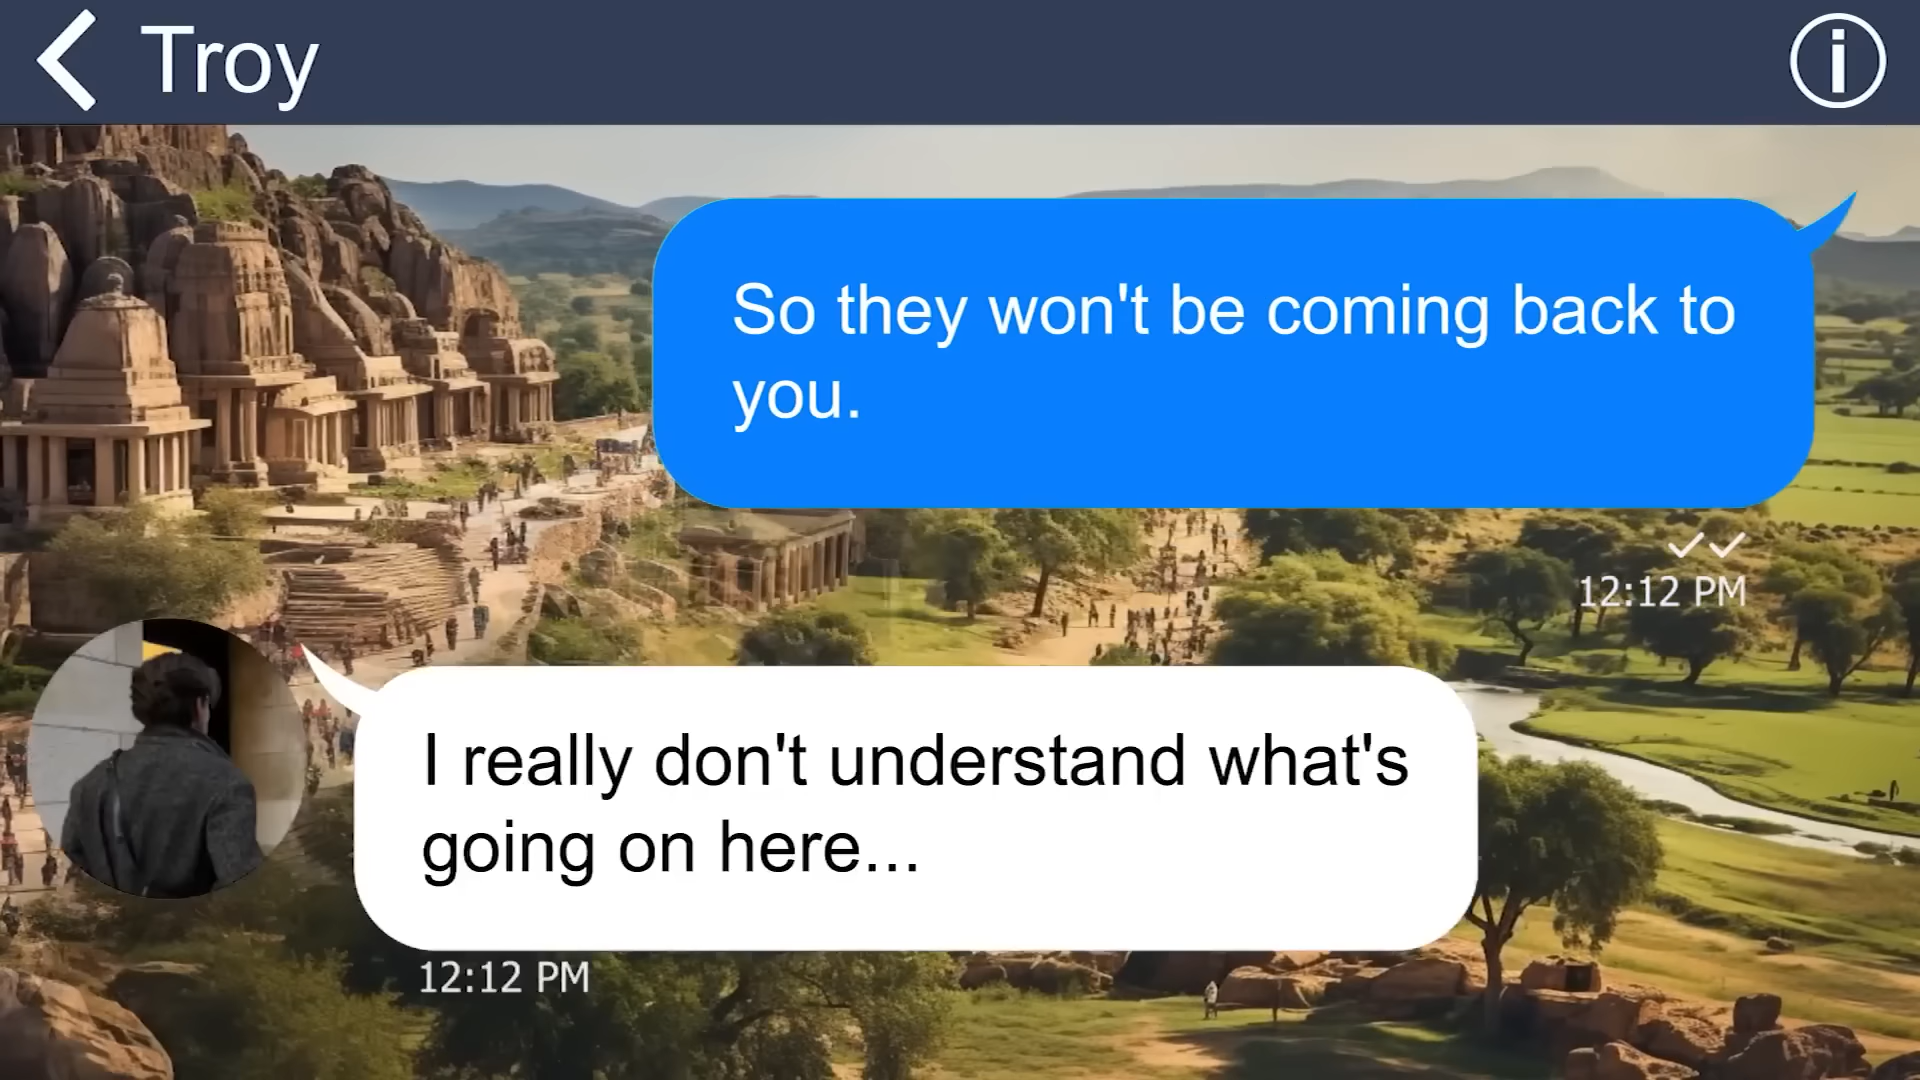 Troy
So they won't be coming back to
you.
12:12 PM
I really don't understand what's
going on here...
12:12 PM